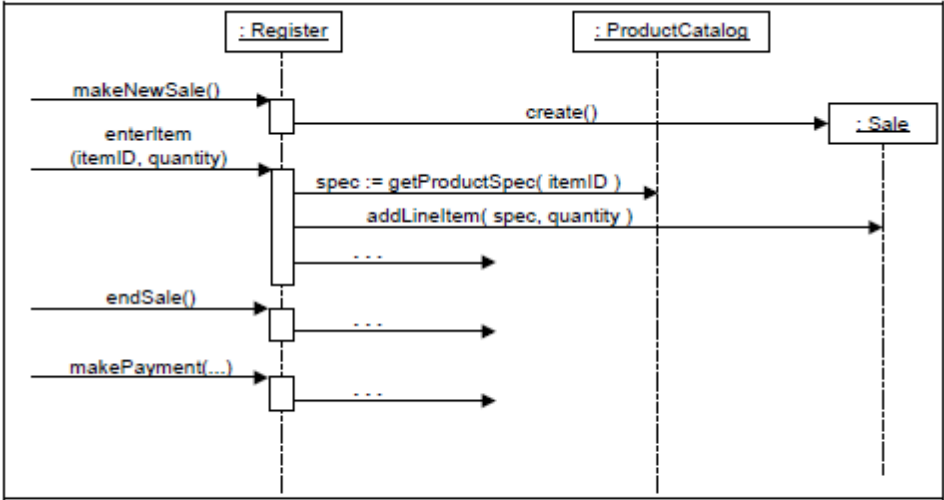 : Register
: ProductCatalog
makeNewSale()
create()
: Sale
enterItem
(itemID, quantity)
spec := getProductSpec( itemID )
addLineItem( spec, quantity )
. . .
endSale()
. . .
makePayment(...)
. . .